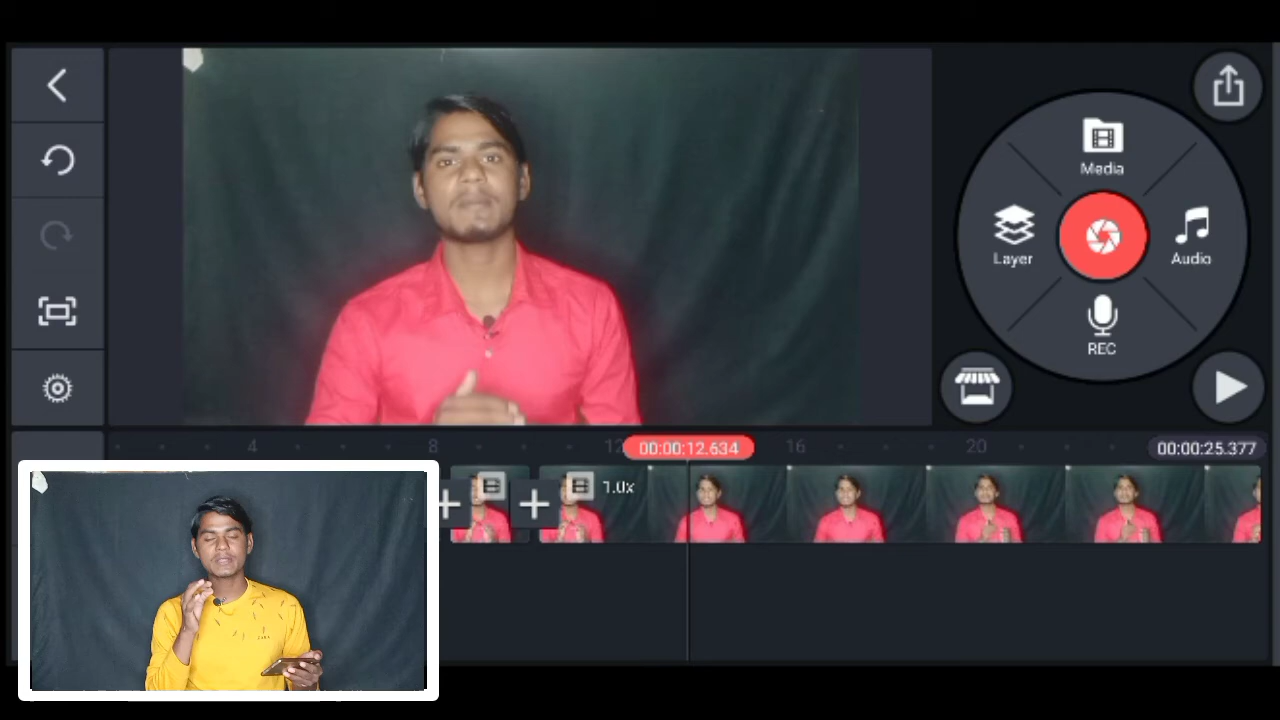 Media
Layer
Audio
REC
4
8
12
00:00:12.634
16
20
00:00:25.377
1.0x